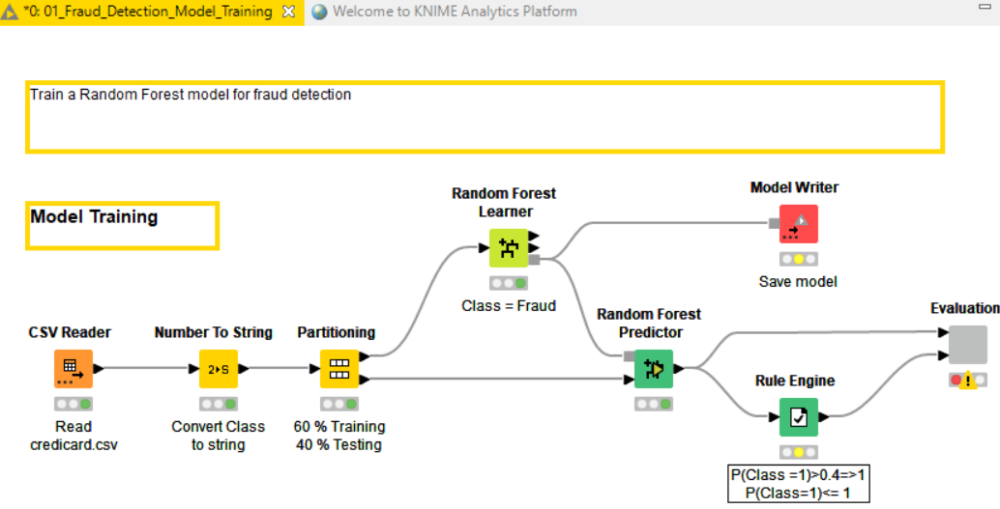 *0: 01_Fraud_Detection_Model_Training
Welcome to KNIME Analytics Platform
Train a Random Forest model for fraud detection
Model Training
Random Forest
Learner
Class = Fraud
Model Writer
Save model
CSV Reader
Read
credicard.csv
Number To String
2▸S
Convert Class
to string
Partitioning
60 % Training
40 % Testing
Random Forest
Predictor
Rule Engine
P(Class =1)>0.4=>1
P(Class=1)<= 1
Evaluation